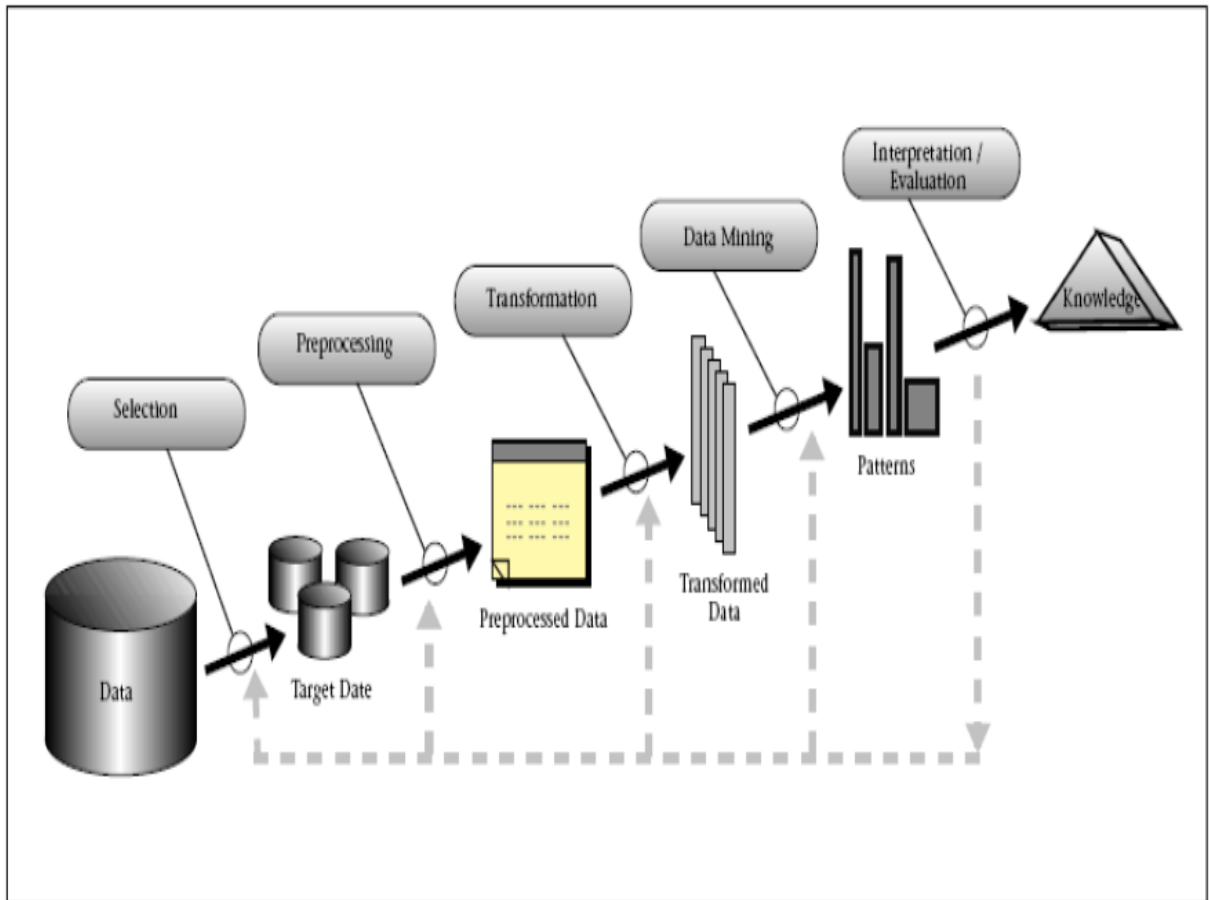 Interpretation /
Evaluation
Data Mining
Knowledge
Transformation
Preprocessing
Selection
Patterns
Transformed
Data
Preprocessed Data
Target Date
Data